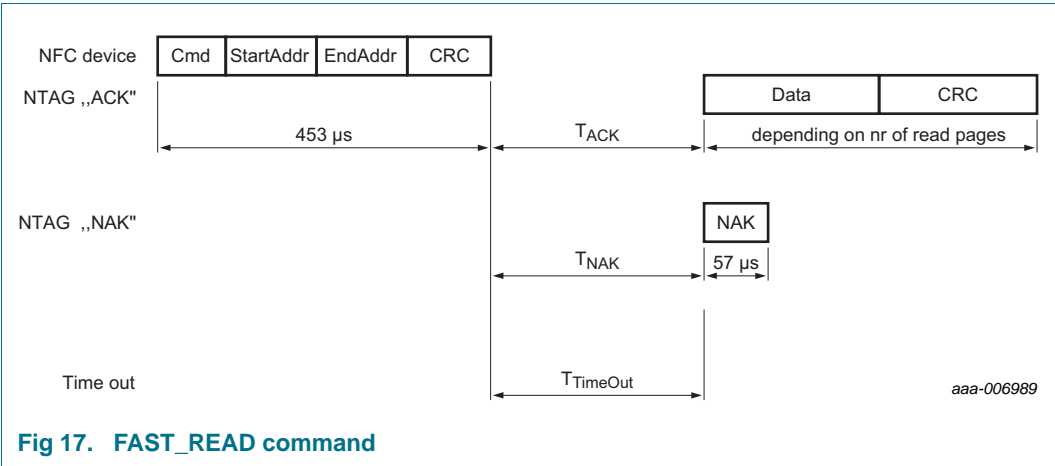 NFC device Cmd StartAddr EndAddr CRC
NTAG ,,ACK" Data CRC
453 µs TACK depending on nr of read pages
NTAG ,,NAK" NAK
TNAK 57 µs
Time out TTimeOut aaa-006989
Fig 17. FAST_READ command